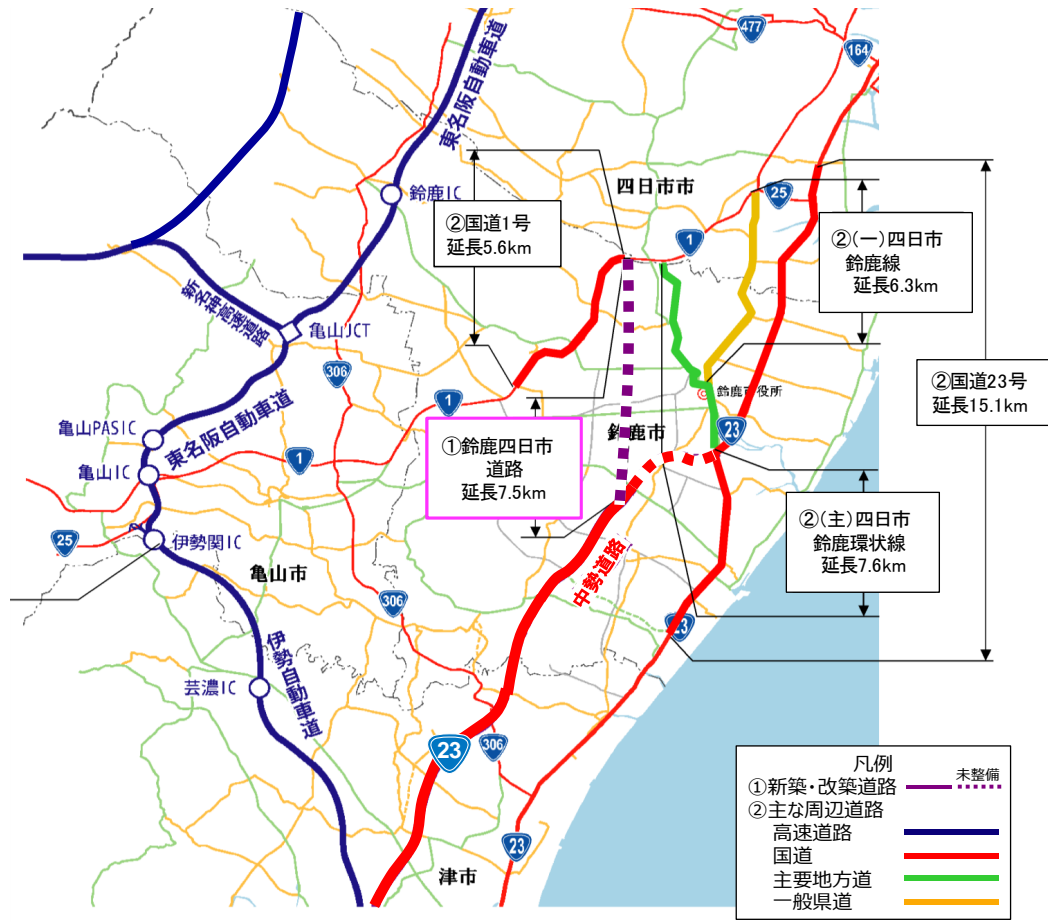 477
164
東名阪自動車道
四日市市
鈴鹿IC
25
②国道1号
延長5.6km
1
②(一)四日市
鈴鹿線
延長6.3km
新名神高速道路
亀山JCT
306
②国道23号
延長15.1km
鈴鹿市役所
1
亀山PASIC
東名阪自動車道
①鈴鹿四日市
道路
延長7.5km
鈴鹿市
23
亀山IC
1
②(主)四日市
鈴鹿環状線
延長7.6km
25
伊勢関IC
亀山市
中勢道路
306
23
伊勢自動車道
芸濃IC
23
306
凡例
①新築・改築道路
未整備
②主な周辺道路
高速道路
国道
主要地方道
一般県道
23
津市